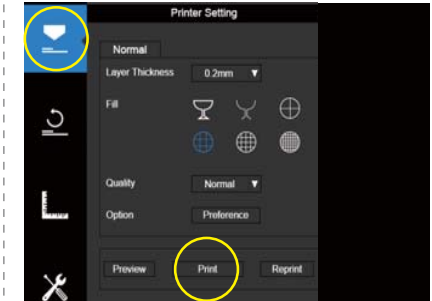 Printer Setting
Normal
Layer Thickness 0.2mm
Fill
Quality Normal
Option Preference
Preview Print Reprint